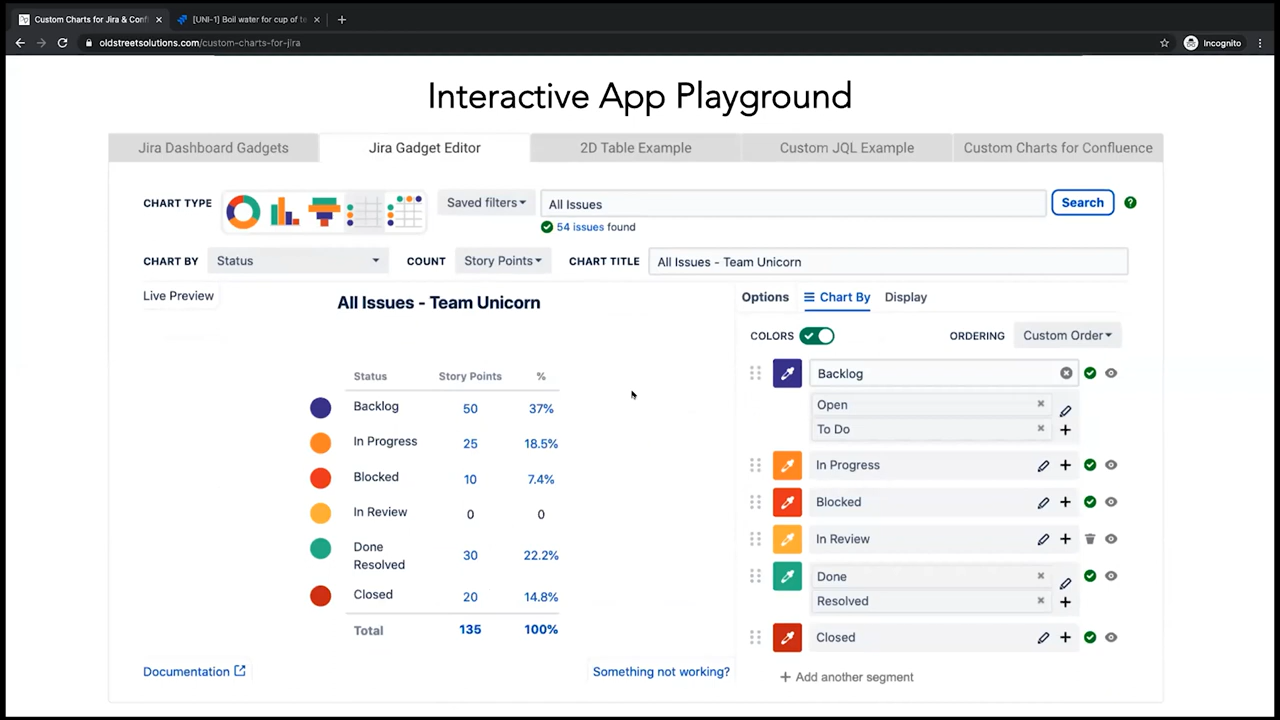 Custom Charts for Jira & Conf
[UNI-1] Boil water for cup of te
oldstreetsolutions.com/custom-charts-for-jira
Incognito
Interactive App Playground
Jira Dashboard Gadgets
Jira Gadget Editor
2D Table Example
Custom JQL Example
Custom Charts for Confluence
CHART TYPE
Saved filters
All Issues
Search
54 issues found
CHART BY
Status
COUNT
Story Points
CHART TITLE
All Issues - Team Unicorn
Live Preview
All Issues - Team Unicorn
Status Story Points %
Backlog 50 37%
In Progress 25 18.5%
Blocked 10 7.4%
In Review 0 0
Done
Resolved 30 22.2%
Closed 20 14.8%
Total 135 100%
Documentation
Something not working?
Options
Chart By
Display
COLORS
ORDERING
Custom Order
Backlog
Open
To Do
In Progress
Blocked
In Review
Done
Resolved
Closed
+ Add another segment